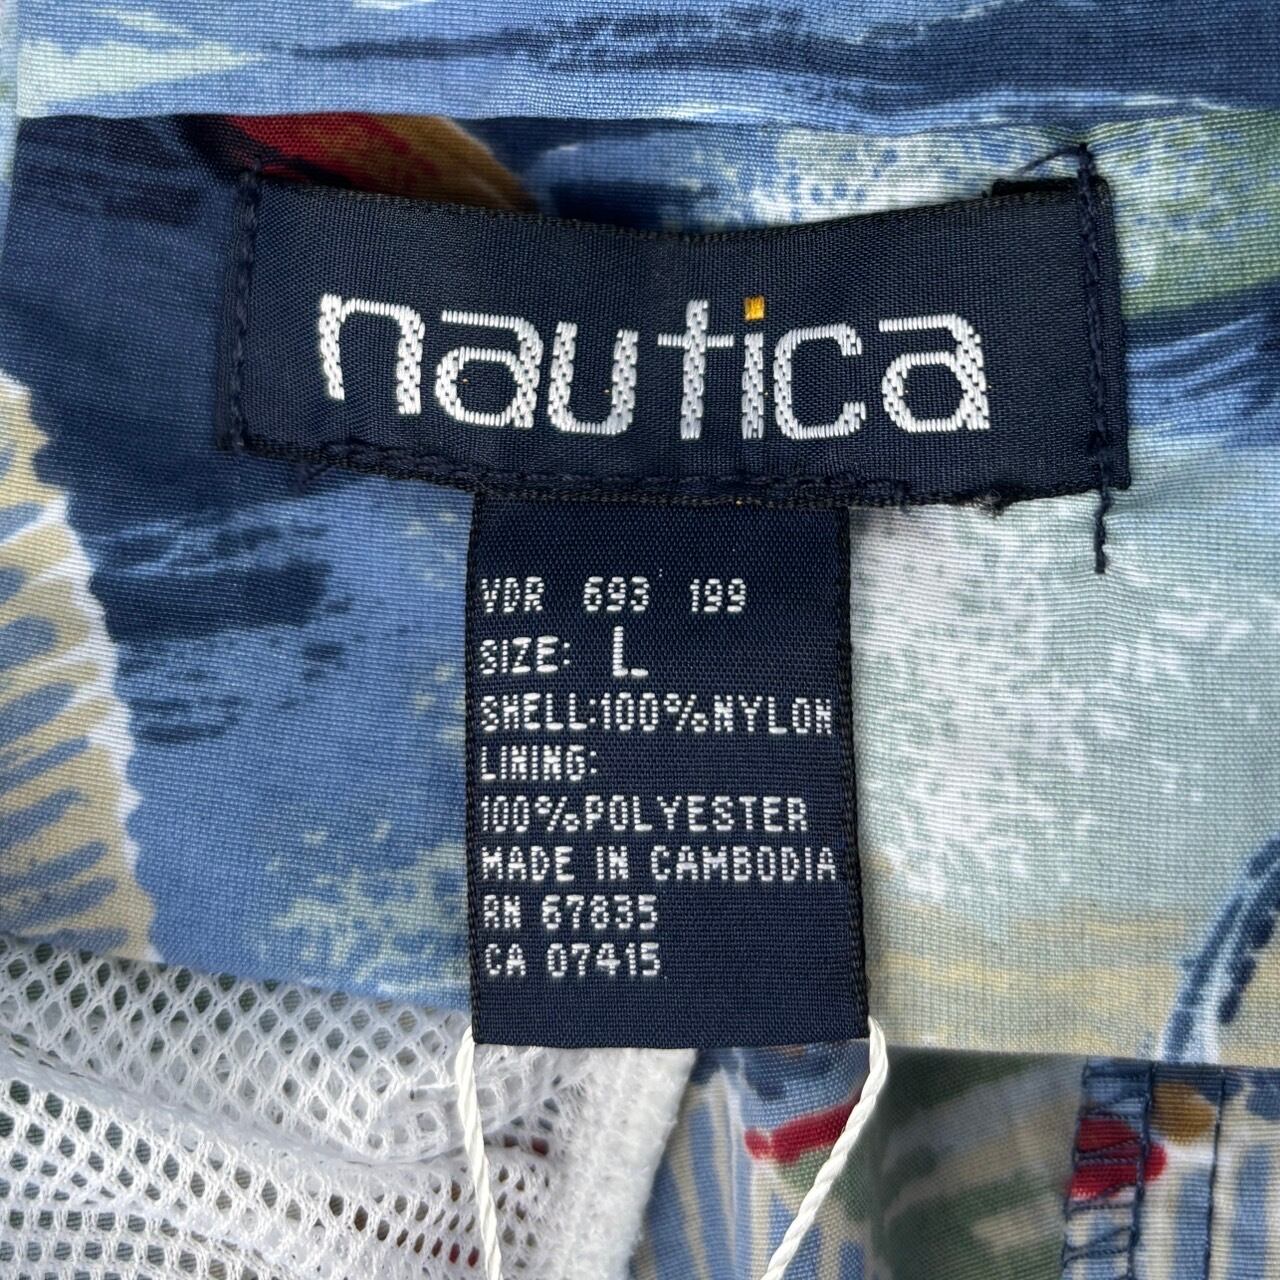 nautica
VDR 693 199
SIZE: L
SHELL:100%NYLON
LINING:
100%POLYESTER
MADE IN CAMBODIA
RN 67835
CA 07415